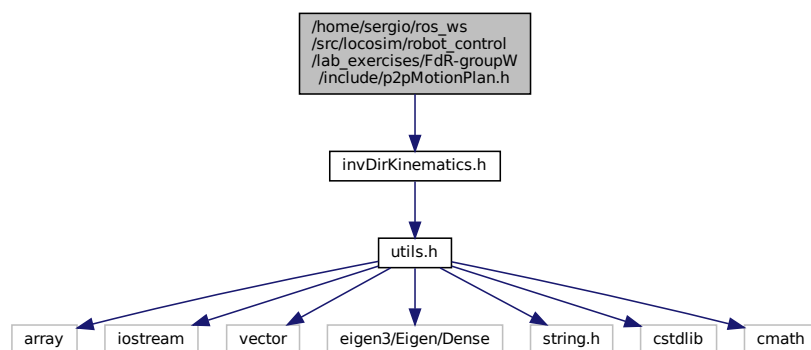 /home/sergio/ros_ws
/src/locosim/robot_control
/lab_exercises/FdR-groupW
/include/p2pMotionPlan.h
invDirKinematics.h
utils.h
array
iostream
vector
eigen3/Eigen/Dense
string.h
cstdlib
cmath